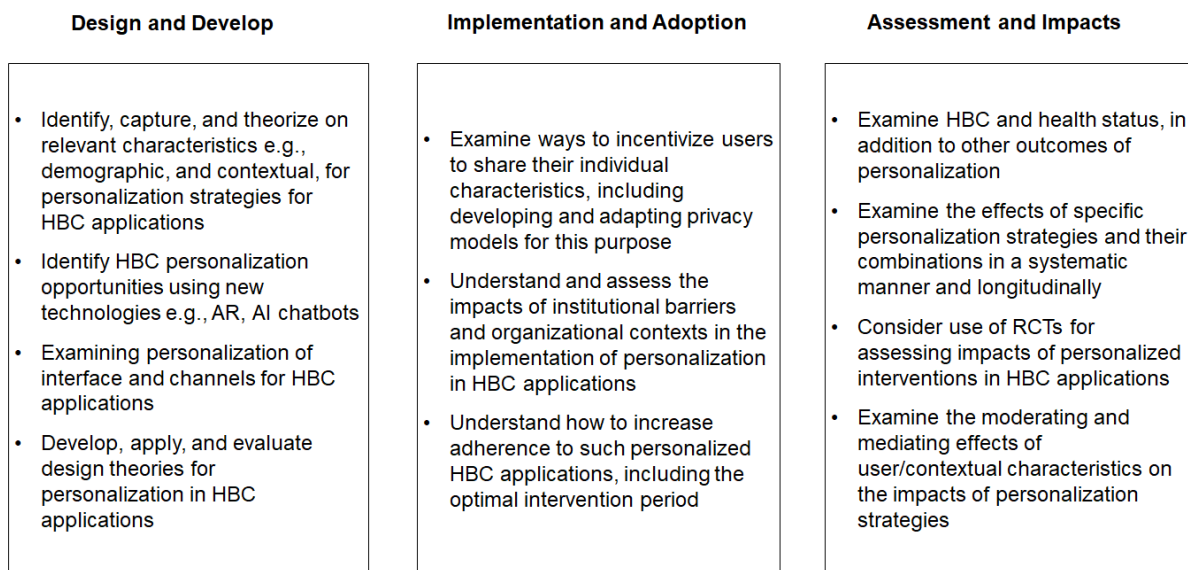 Design and Develop
• Identify, capture, and theorize on
relevant characteristics e.g.,
demographic, and contextual, for
personalization strategies for
HBC applications
• Identify HBC personalization
opportunities using new
technologies e.g., AR, AI chatbots
• Examining personalization of
interface and channels for HBC
applications
• Develop, apply, and evaluate
design theories for
personalization in HBC
applications
Implementation and Adoption
• Examine ways to incentivize users
to share their individual
characteristics, including
developing and adapting privacy
models for this purpose
• Understand and assess the
impacts of institutional barriers
and organizational contexts in the
implementation of personalization
in HBC applications
• Understand how to increase
adherence to such personalized
HBC applications, including the
optimal intervention period
Assessment and Impacts
• Examine HBC and health status, in
addition to other outcomes of
personalization
• Examine the effects of specific
personalization strategies and their
combinations in a systematic
manner and longitudinally
• Consider use of RCTs for
assessing impacts of personalized
interventions in HBC applications
• Examine the moderating and
mediating effects of
user/contextual characteristics on
the impacts of personalization
strategies